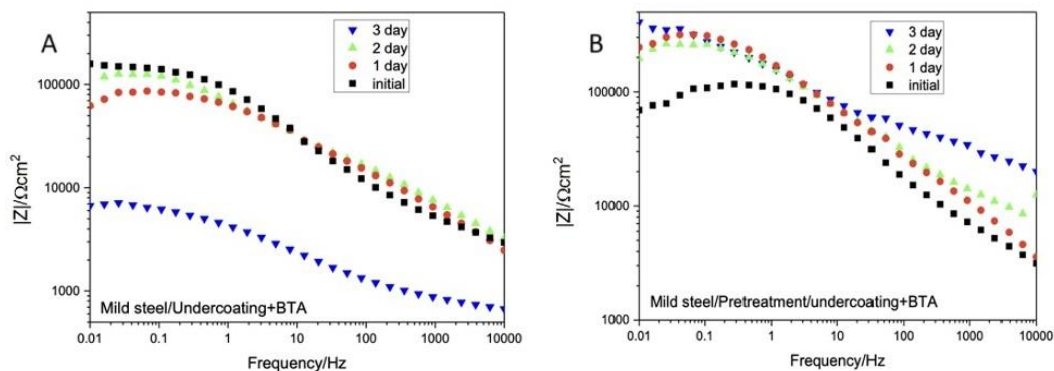 A
3 day
2 day
1 day
initial
100000
10000
1000
|Z|/Ωcm²
Mild steel/Undercoating+BTA
0.01 0.1 1 10 100 1000 10000
Frequency/Hz
B
3 day
2 day
1 day
initial
100000
10000
1000
|Z|/Ωcm²
Mild steel/Pretreatment/undercoating+BTA
0.01 0.1 1 10 100 1000 10000
Frequency/Hz